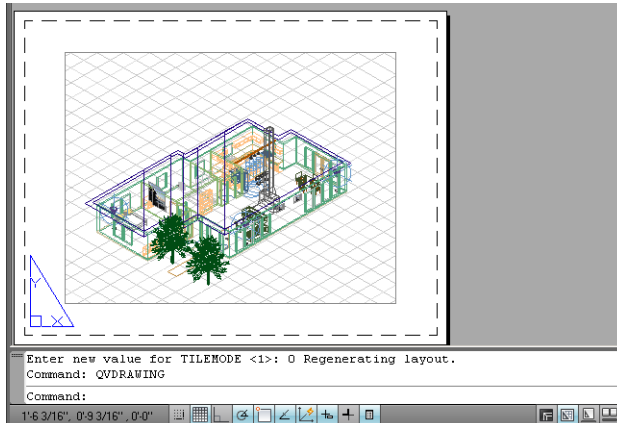 Y
X
Enter new value for TILEMODE <1>: 0 Regenerating layout.
Command: QVDRAWING
Command:
1'-6 3/16", 0'-9 3/16" , 0'-0"